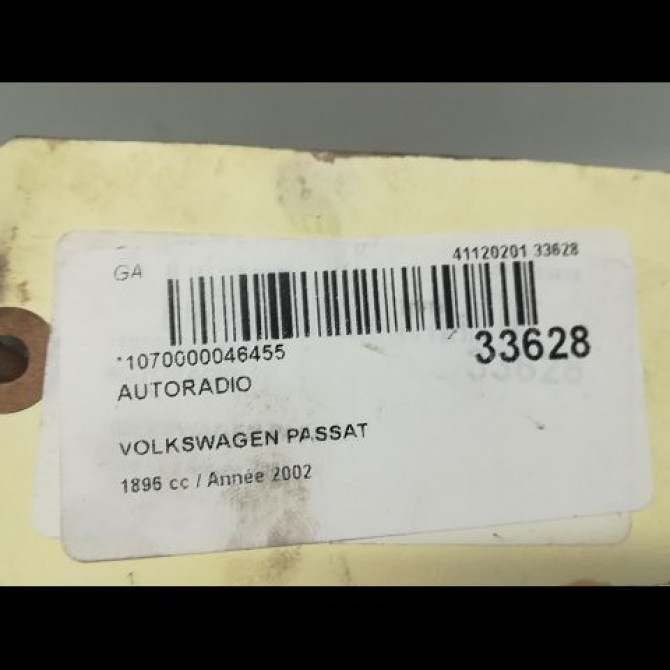 GA
41120201 33628
*1070000046455
33628
AUTORADIO
VOLKSWAGEN PASSAT
1896 cc / Année 2002